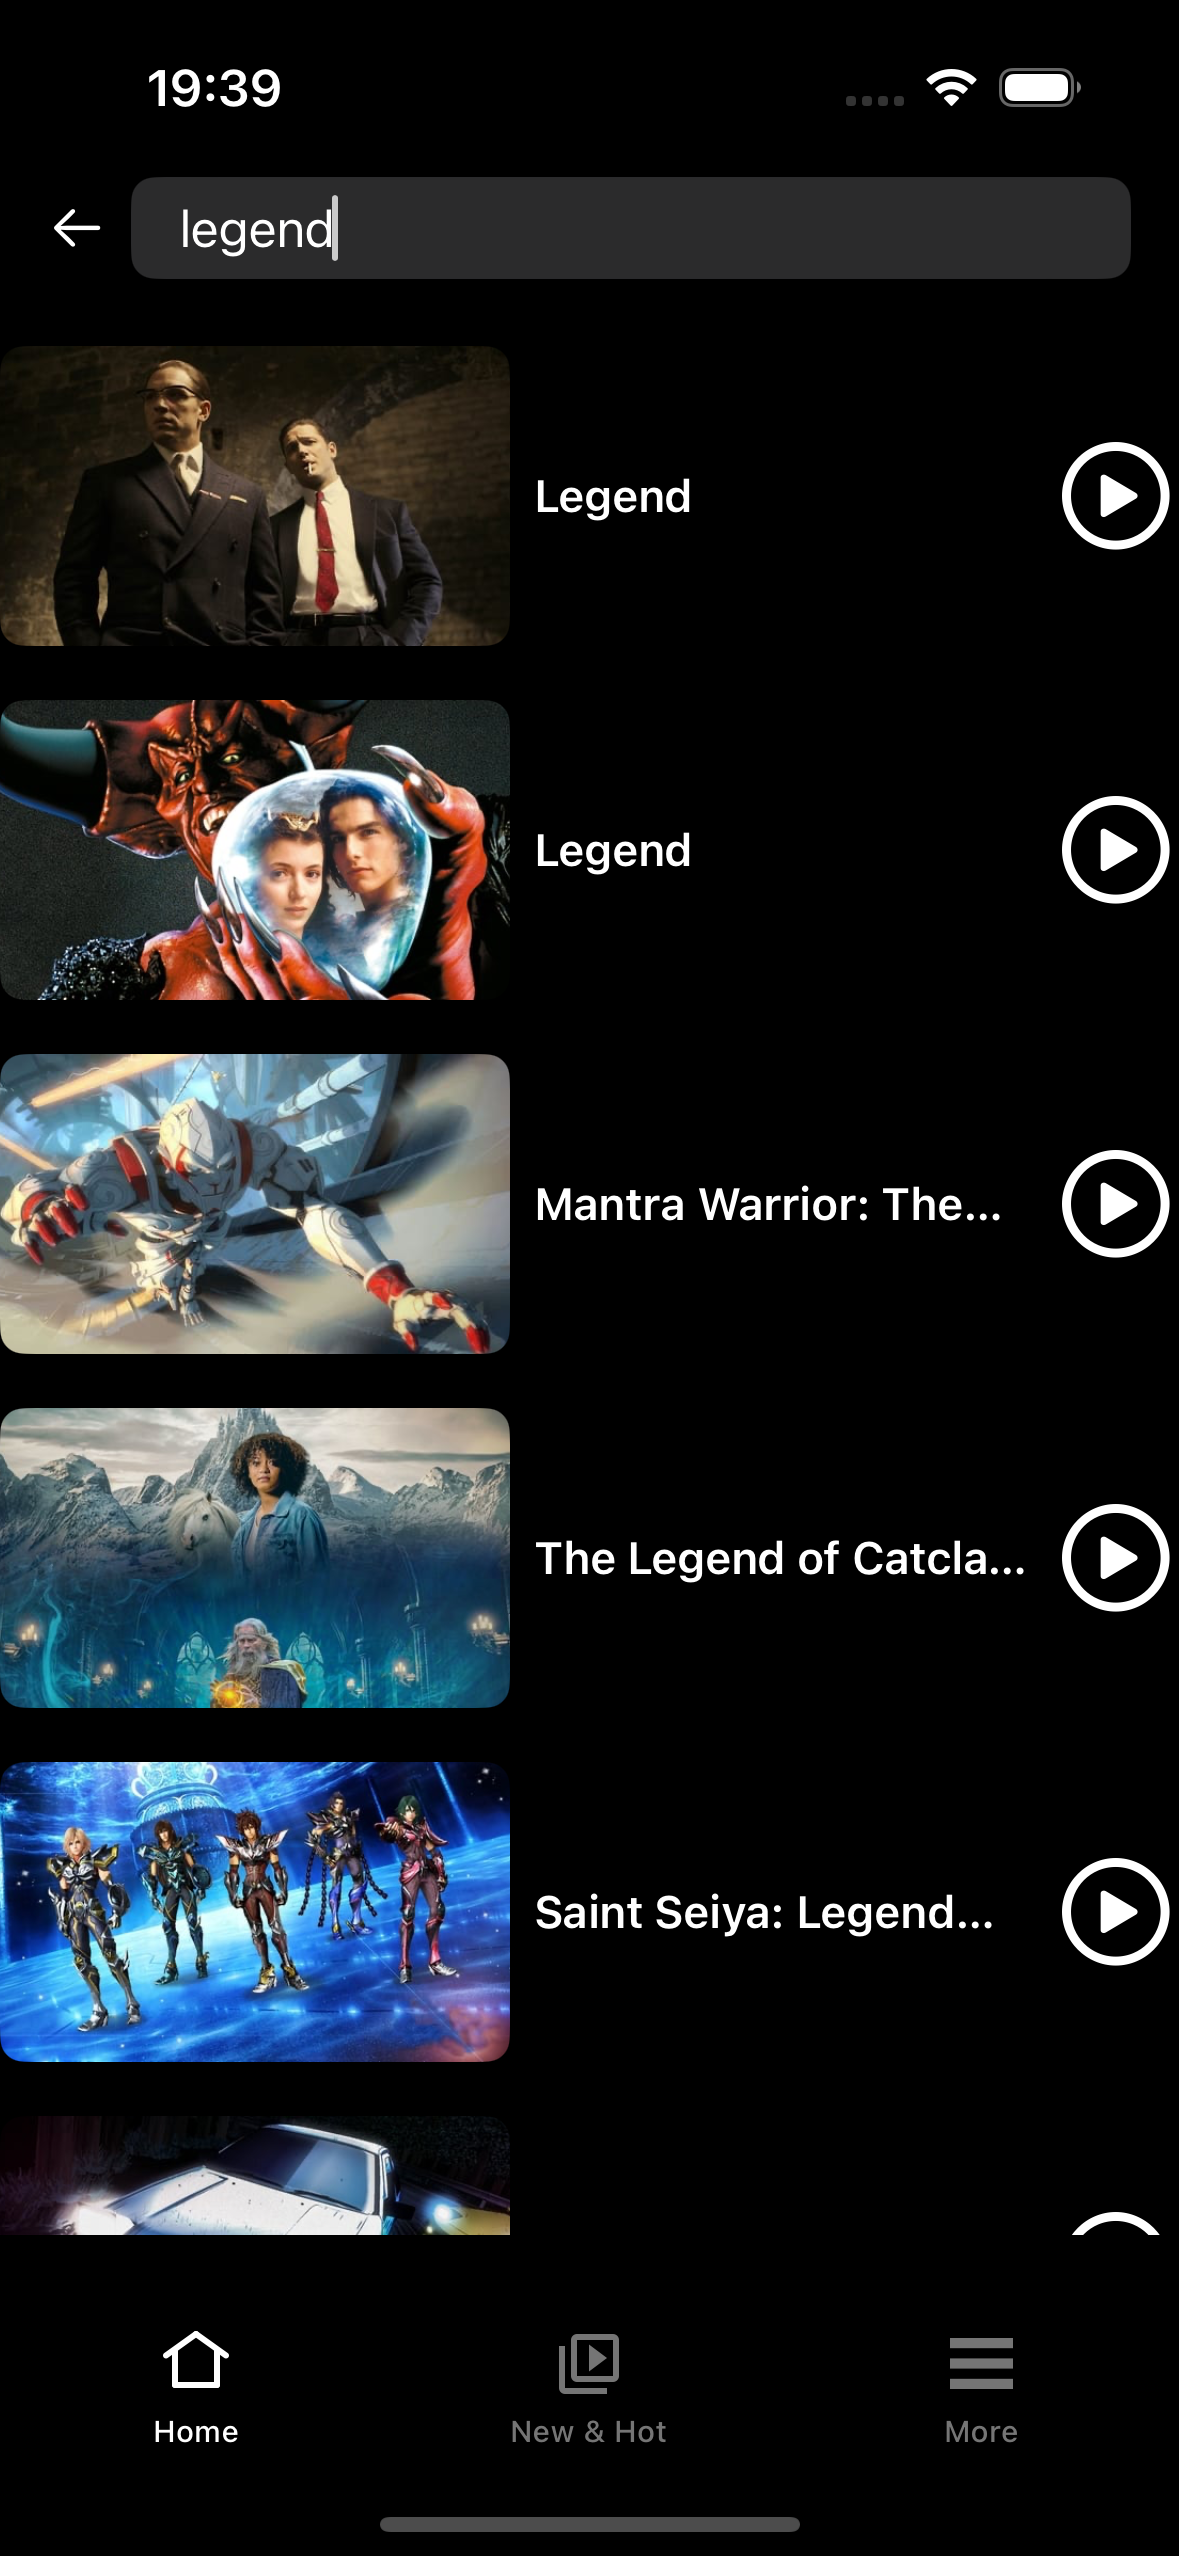 19:39
legend
Legend
Legend
Mantra Warrior: The...
The Legend of Catcla...
Saint Seiya: Legend...
Home
New & Hot
More